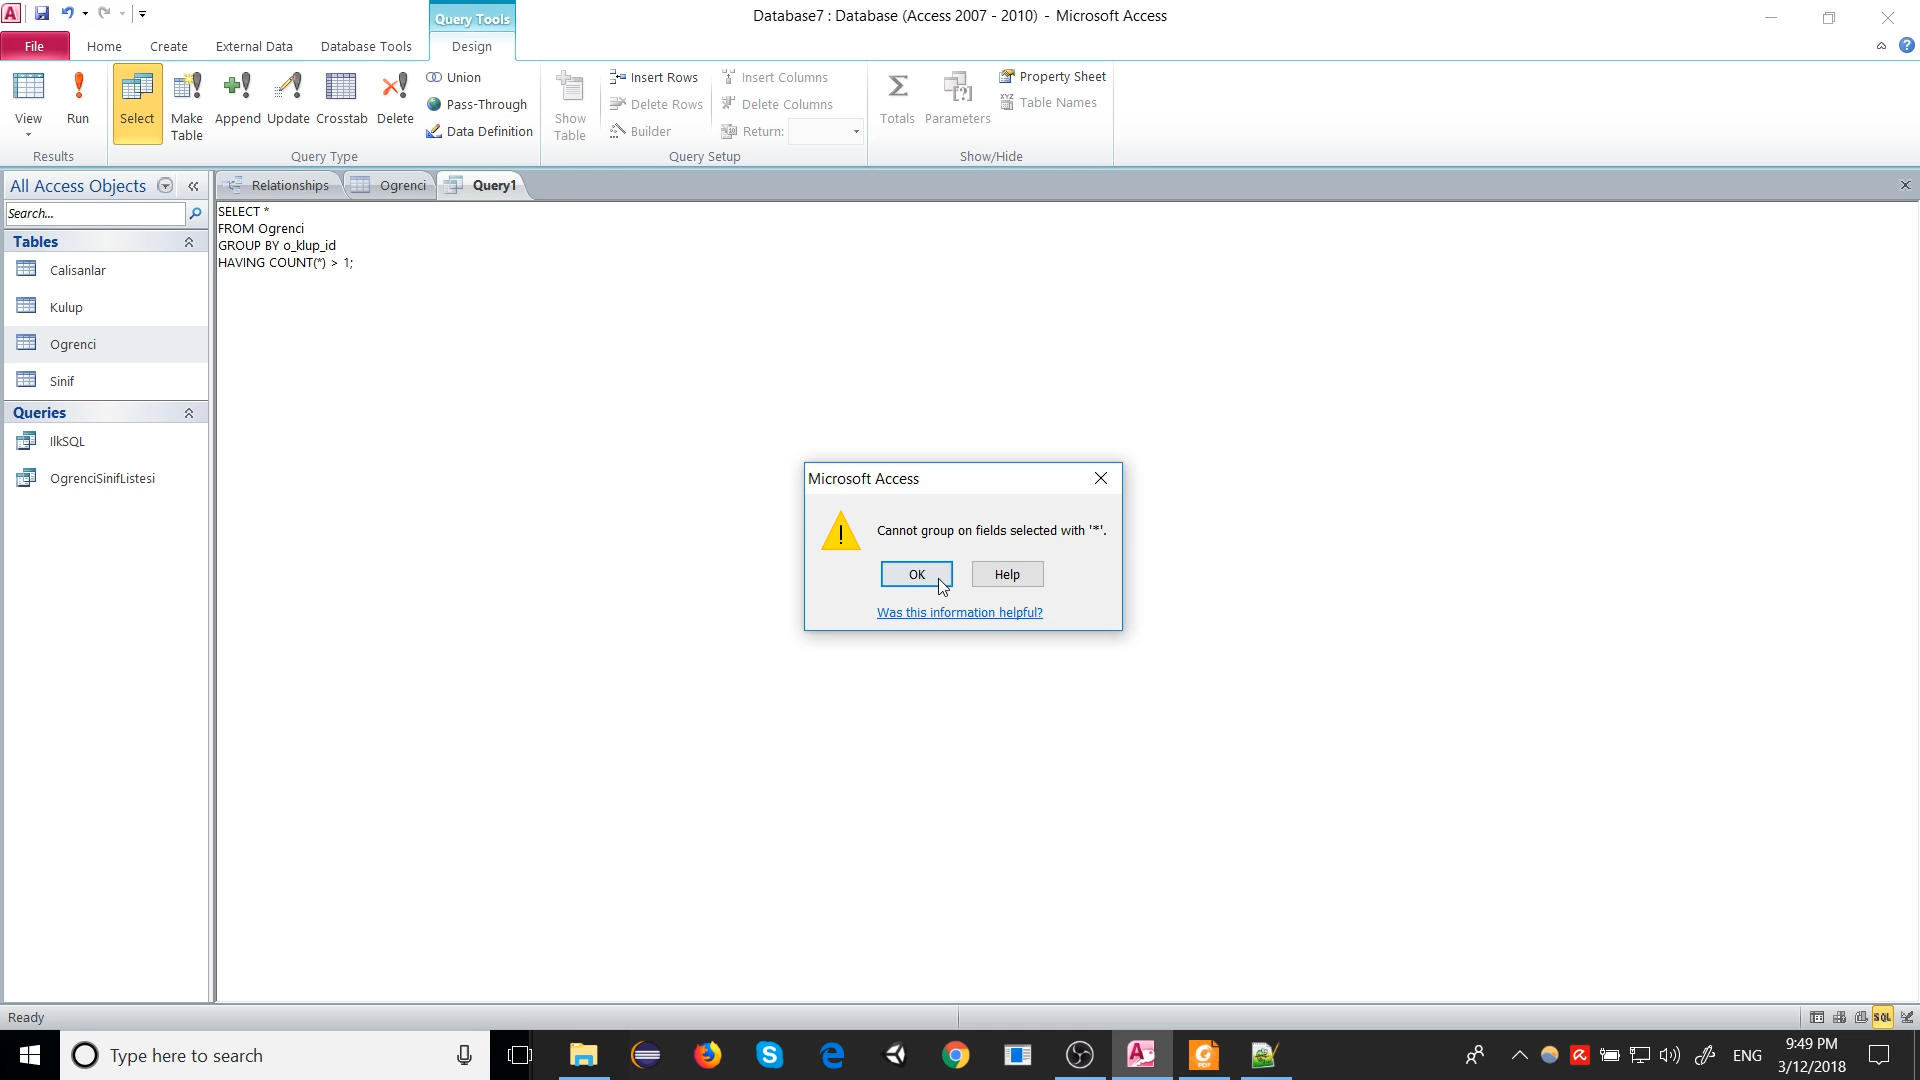 Database7 : Database (Access 2007 - 2010) - Microsoft Access
Query Tools
File
Home
Create
External Data
Database Tools
Design
View
Run
Select
Make Table
Append
Update
Crosstab
Delete
Union
Pass-Through
Data Definition
Show Table
Insert Rows
Delete Rows
Builder
Insert Columns
Delete Columns
Return:
Totals
Parameters
Property Sheet
Table Names
Results
Query Type
Query Setup
Show/Hide
All Access Objects
Search...
Tables
Calisanlar
Kulup
Ogrenci
Sinif
Queries
IlkSQL
OgrenciSinifListesi
Relationships
Ogrenci
Query1
SELECT *
FROM Ogrenci
GROUP BY o_klup_id
HAVING COUNT(*) > 1;
Microsoft Access
Cannot group on fields selected with '*'.
OK
Help
Was this information helpful?
Ready
SQL
Type here to search
ENG
9:49 PM
3/12/2018